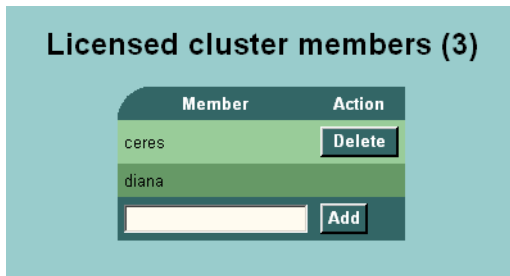 Licensed cluster members (3)
Member Action
ceres Delete
diana
Add